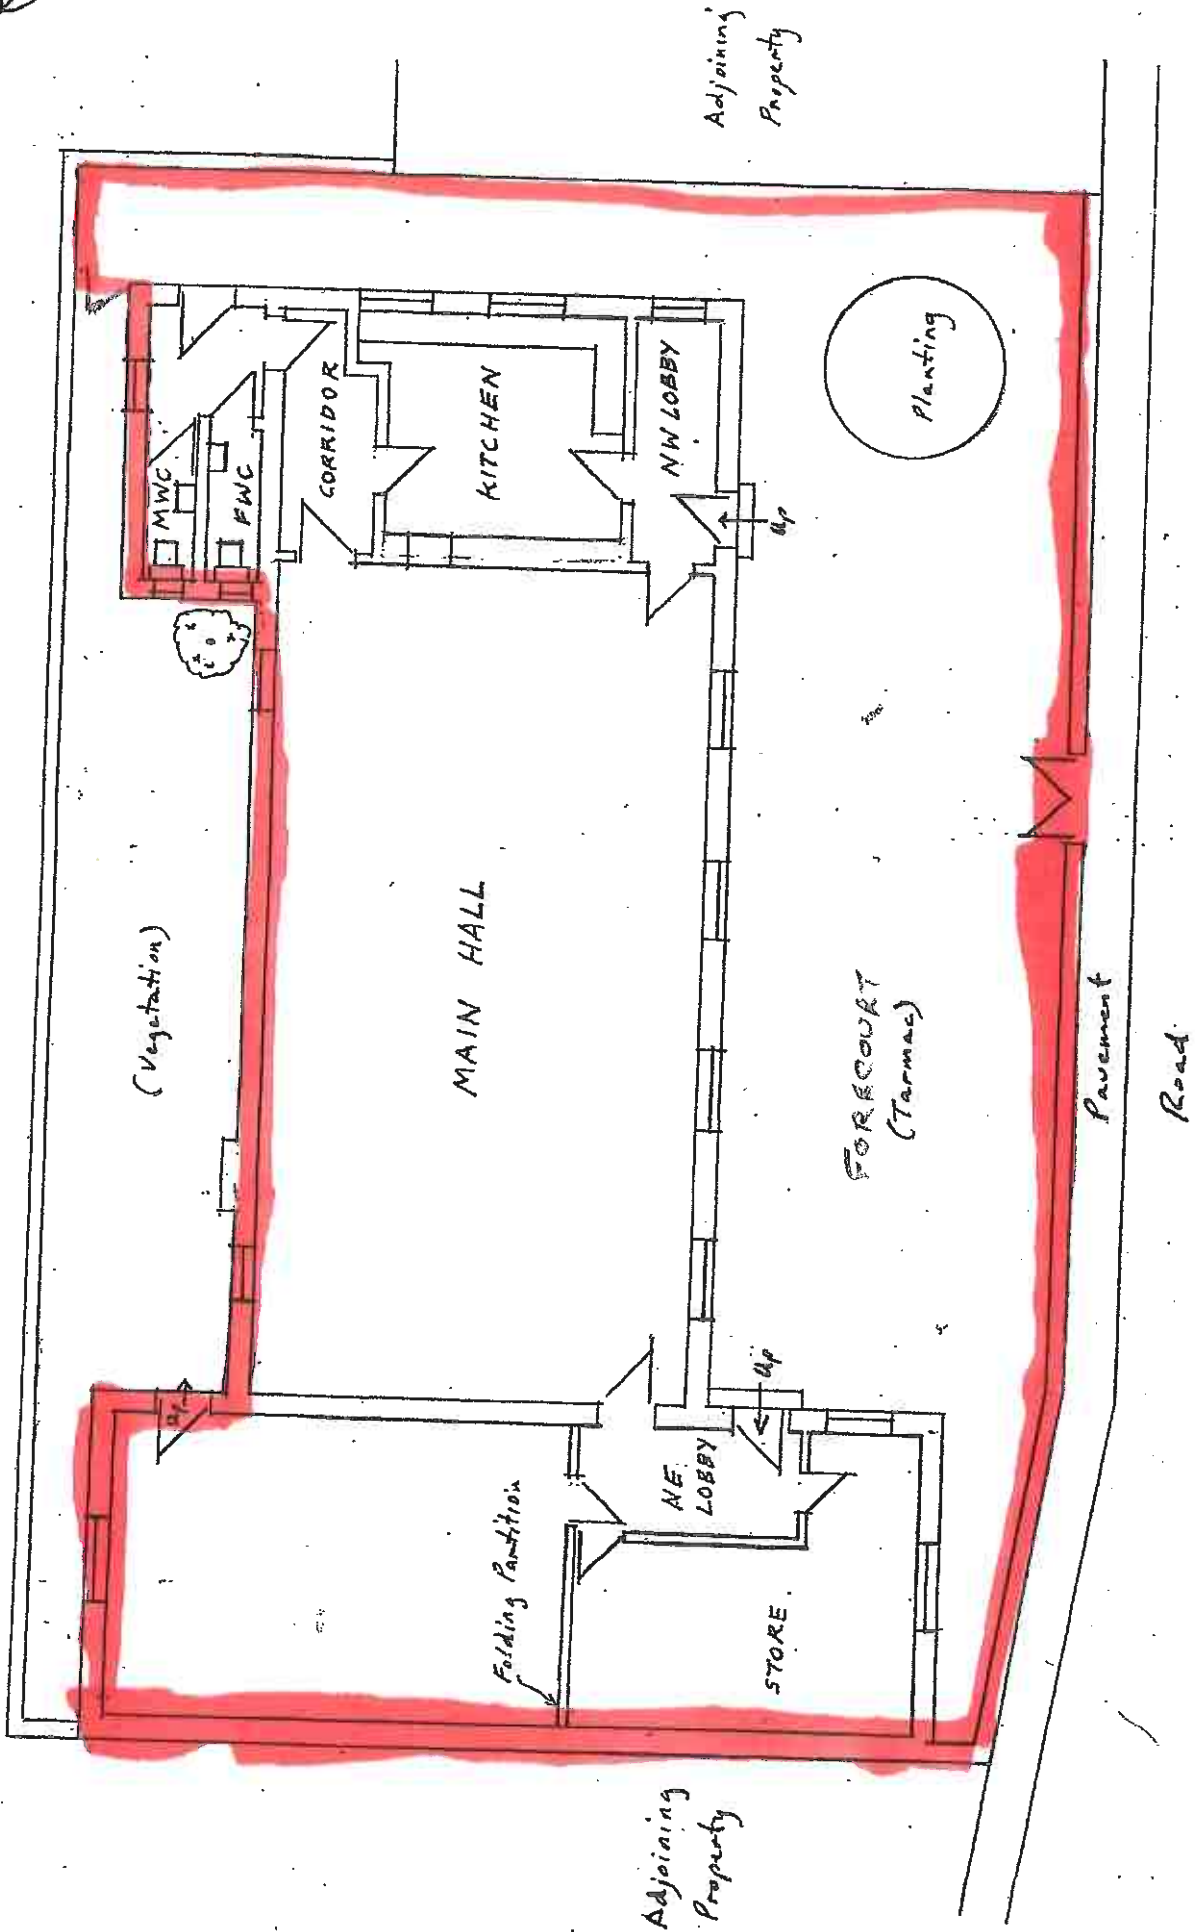 Adjoining
Property
(Vegetation)
MWC
FWC
CORRIDOR
KITCHEN
NW LOBBY
Up
Planting
MAIN HALL
FORECOURT
(Tarmac)
Up
Up
NE
LOBBY
Folding Partition
STORE
Adjoining
Property
Pavement
Road